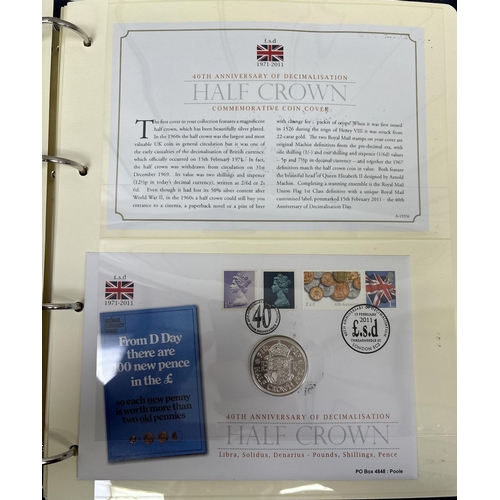 £.s.d
1971-2011
40TH ANNIVERSARY OF DECIMALISATION
HALF CROWN
COMMEMORATIVE COIN COVER
THE first cover in your collection features a magnificent
half crown, which has been beautifully silver plated.
In the 1960s the half crown was the largest and most
valuable UK coin in general circulation but it was one
of the early casualties of the decimalisation of British currency,
which officially occurred on 15th February 1971. In fact,
the half crown was withdrawn from circulation on 31st
December 1969. Its value was two shillings and sixpence
(12½p in today's decimal currency), written as 2/6d or 2s
6d. Even though it had lost its 50% silver content after
World War II, in the 1960s a half crown could still buy you
entrance to a cinema, a paperback novel or a pint of beer
with change for a packet of crisps! When it was first issued
in 1526 during the reign of Henry VIII it was struck from
22-carat gold. The two Royal Mail stamps on your cover are
original Machin definitives from the pre-decimal era, with
one shilling (1/-) and one shilling and sixpence (1/6d) values
- 5p and 7½p in decimal currency - and together the 1967
definitives match the half crown coin in value. Both feature
the beautiful head of Queen Elizabeth II designed by Arnold
Machin. Completing a stunning ensemble is the Royal Mail
Union Flag 1st Class definitive with a unique Royal Mail
customised label, postmarked 15th February 2011 - the 40th
Anniversary of Decimalisation Day.
£.s.d
1971-2011
From D Day
there are
100 new pence
in the £
so each new penny
is worth more than
two old pennies
40
15 FEBRUARY
2011
£.s.d
THREADNEEDLE ST
LONDON EC2
40TH ANNIVERSARY OF DECIMALISATION
HALF CROWN
Libra, Solidus, Denarius - Pounds, Shillings, Pence
PO Box 4848 : Poole